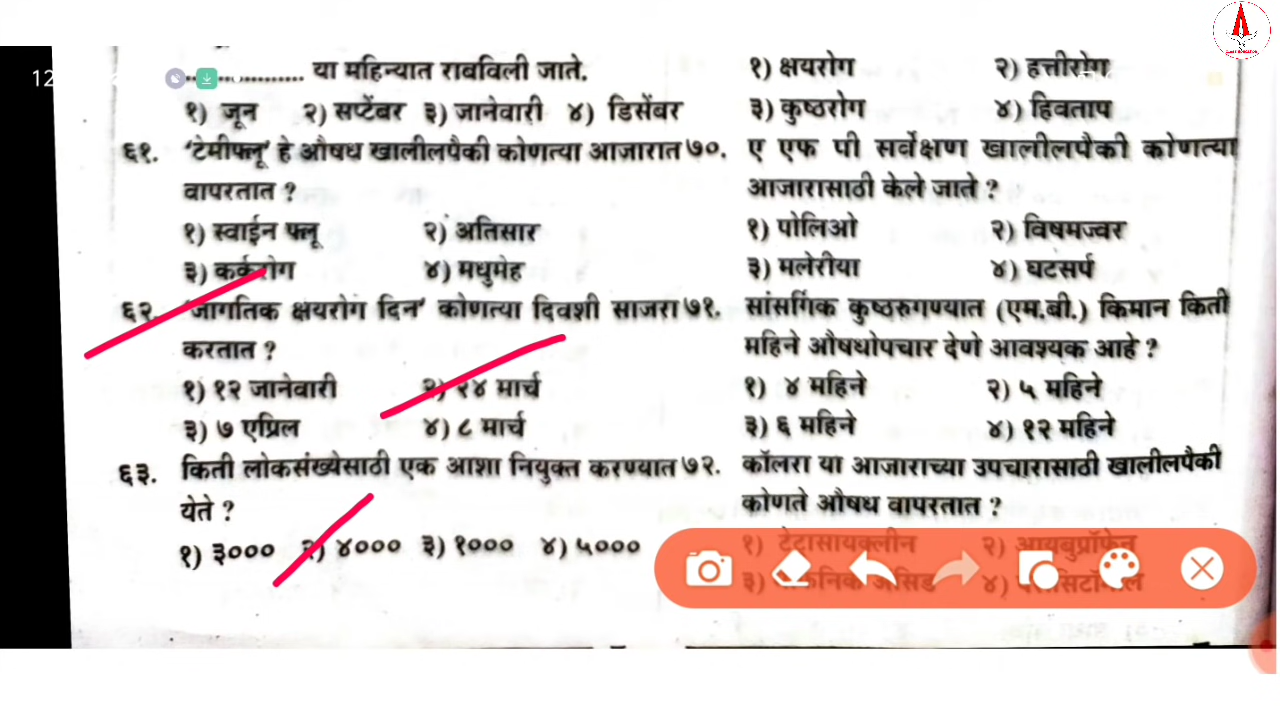 12
.................. या महिन्यात राबविली जाते.
१) जून २) सप्टेंबर ३) जानेवारी ४) डिसेंबर
६१. 'टेमीफ्लू' हे औषध खालीलपैकी कोणत्या आजारात
वापरतात ?
१) स्वाईन फ्लू २) अतिसार
३) कर्करोग ४) मधुमेह
६२. 'जागतिक क्षयरोग दिन' कोणत्या दिवशी साजरा
करतात ?
१) १२ जानेवारी २) २४ मार्च
३) ७ एप्रिल ४) ८ मार्च
६३. किती लोकसंख्येसाठी एक आशा नियुक्त करण्यात
येते ?
१) ३००० २) ४००० ३) १००० ४) ५०००
१) क्षयरोग २) हत्तीरोग
३) कुष्ठरोग ४) हिवताप
७०. ए एफ पी सर्वेक्षण खालीलपैकी कोणत्या
आजारासाठी केले जाते ?
१) पोलिओ २) विषमज्वर
३) मलेरीया ४) घटसर्प
७१. सांसर्गिक कुष्ठरुगण्यात (एम.बी.) किमान किती
महिने औषधोपचार देणे आवश्यक आहे ?
१) ४ महिने २) ५ महिने
३) ६ महिने ४) १२ महिने
७२. कॉलरा या आजाराच्या उपचारासाठी खालीलपैकी
कोणते औषध वापरतात ?
१) टेट्रासायक्लीन २) आयबुप्रॉफेन
३) ॲसिड ४)